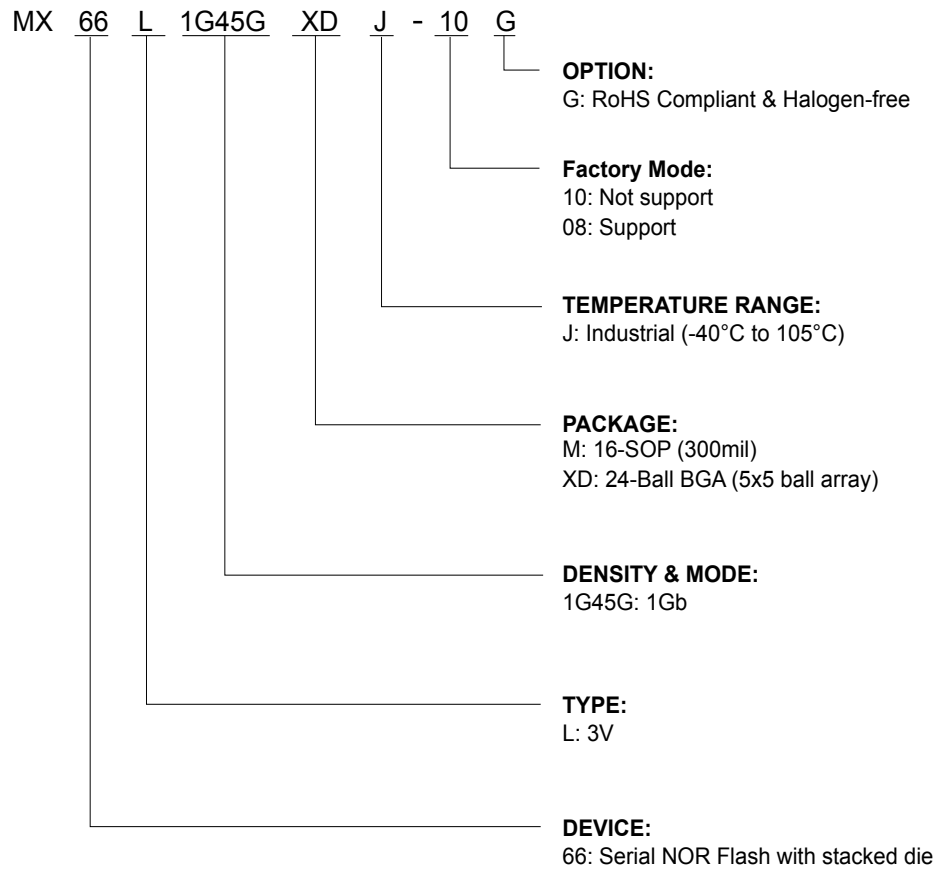 MX 66 L 1G45G XD J - 10 G
OPTION:
G: RoHS Compliant & Halogen-free
Factory Mode:
10: Not support
08: Support
TEMPERATURE RANGE:
J: Industrial (-40°C to 105°C)
PACKAGE:
M: 16-SOP (300mil)
XD: 24-Ball BGA (5x5 ball array)
DENSITY & MODE:
1G45G: 1Gb
TYPE:
L: 3V
DEVICE:
66: Serial NOR Flash with stacked die